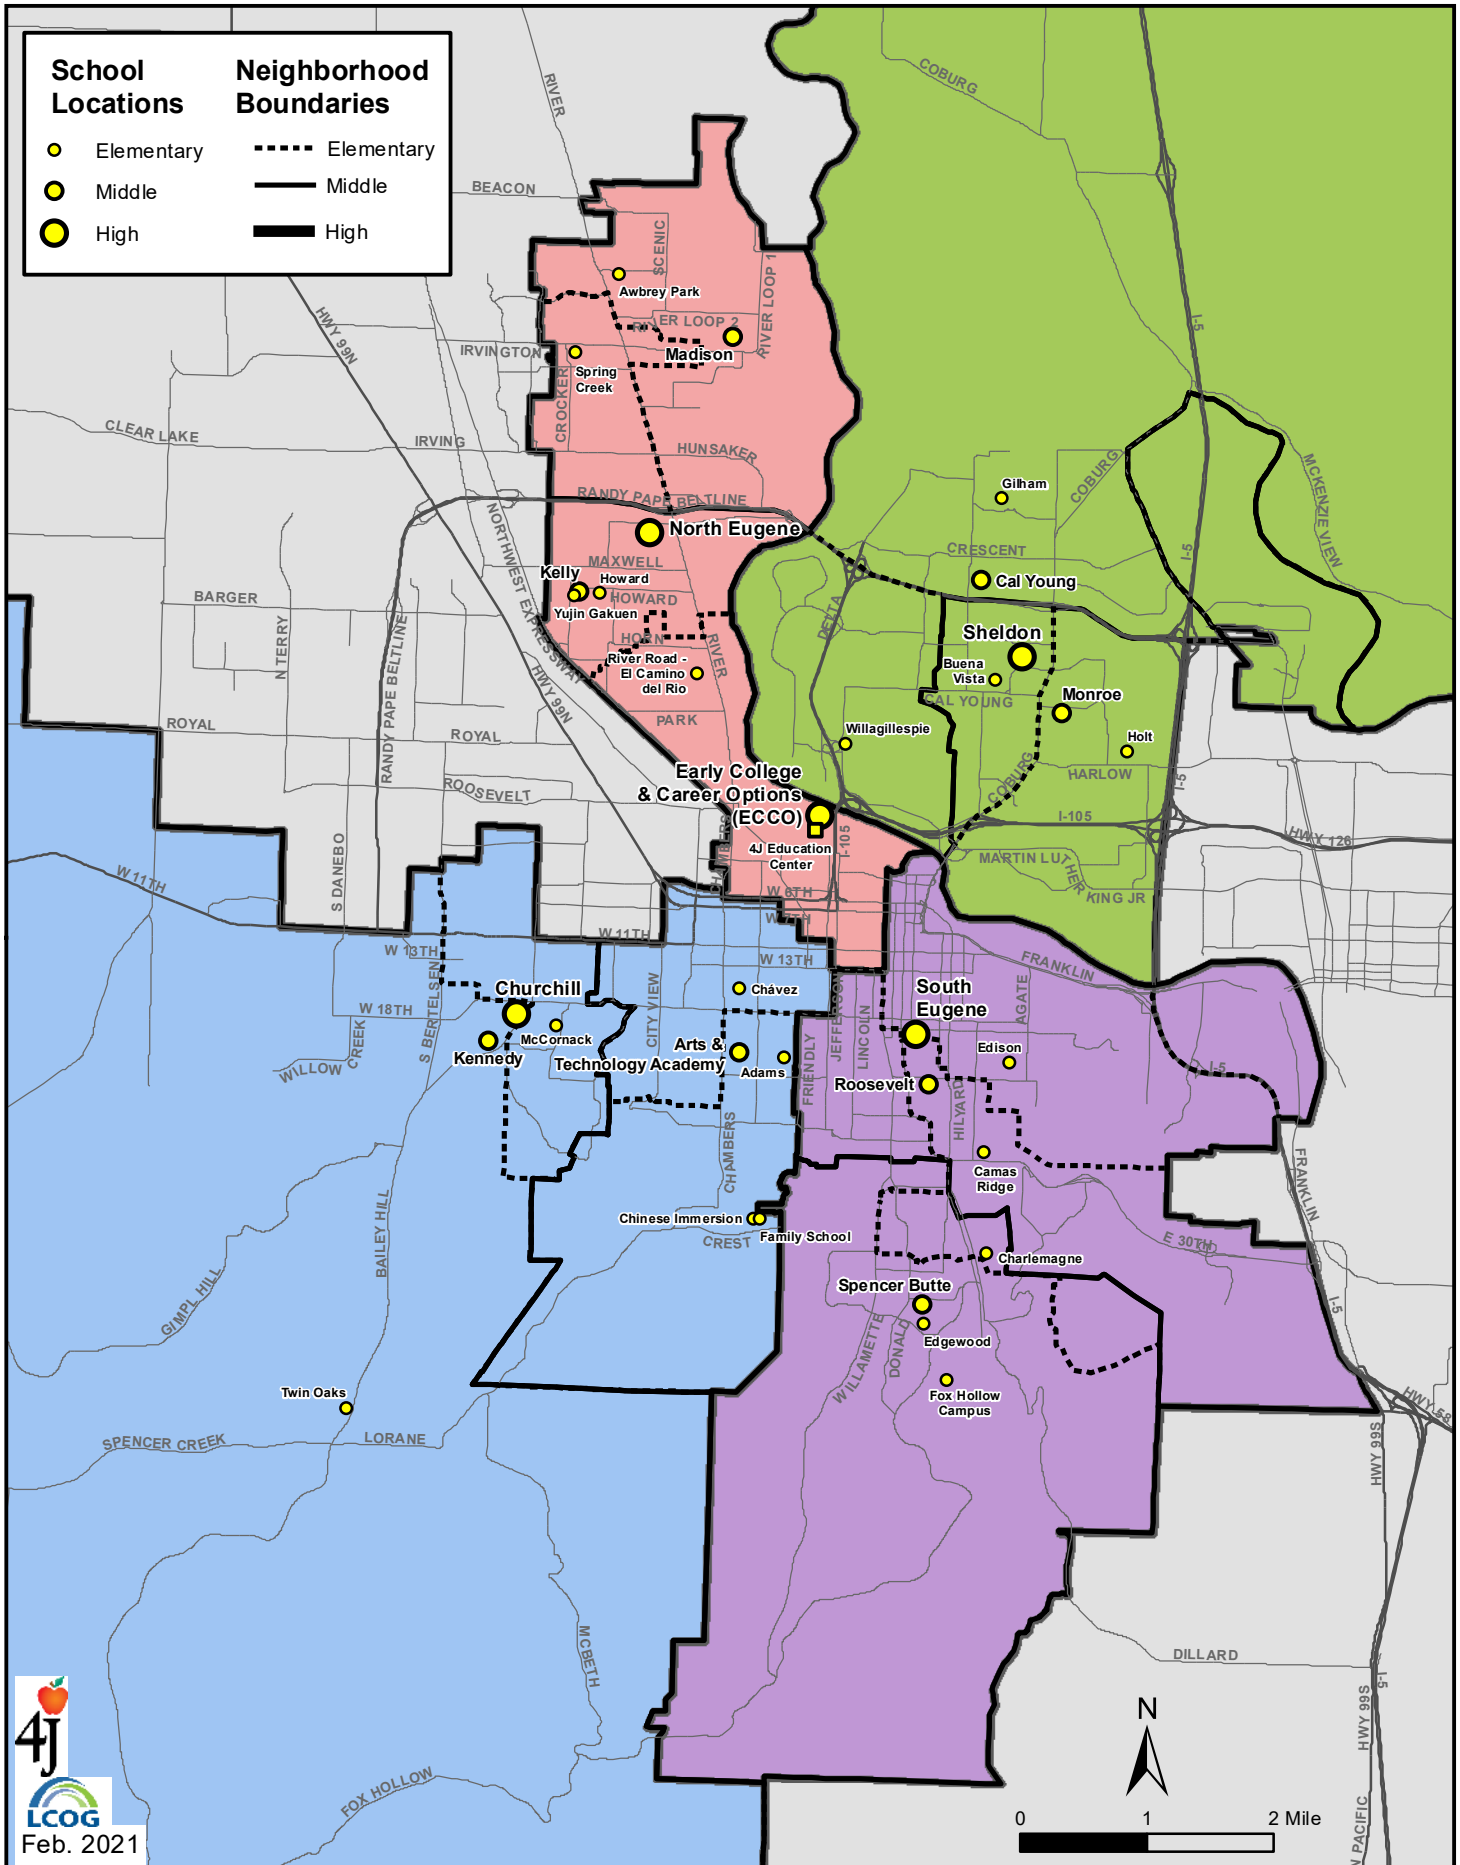 School
Locations
Neighborhood
Boundaries
Elementary
Middle
High
Elementary
Middle
High
COBURG
RIVER
BEACON
SCENIC
RIVER LOOP 1
Awbrey Park
RIVER LOOP 2
HWY 99N
IRVINGTON
Madison
Spring
Creek
I-5
CROCKER
CLEAR LAKE
IRVING
HUNSAKER
COBURG
MCKENZIE VIEW
Gilham
RANDY PAPE BELTLINE
NORTHWEST EXPRESSWAY
North Eugene
CRESCENT
I-5
MAXWELL
Kelly
Howard
HOWARD
Cal Young
BARGER
Yujin Gakuen
DELTA
N TERRY
HORN
RIVER
Sheldon
RANDY PAPE BELTLINE
River Road -
El Camino
del Rio
Buena
Vista
HWY 99N
CAL YOUNG
Monroe
ROYAL
ROYAL
PARK
Willagillespie
Holt
Early College
& Career Options
(ECCO)
COBURG
HARLOW
I-5
ROOSEVELT
I-105
CHAMBERS
I-105
HWY 126
4J Education
Center
MARTIN LUTHER KING JR
W 11TH
S DANEBO
W 6TH
W 7TH
W 11TH
W 13TH
W 13TH
FRANKLIN
S BERTELSEN
CITY VIEW
Churchill
Chávez
South
Eugene
JEFFERSON
LINCOLN
AGATE
W 18TH
McCornack
Kennedy
Arts &
Technology Academy
Adams
Edison
WILLOW CREEK
FRIENDLY
Roosevelt
HILYARD
I-5
CHAMBERS
Camas
Ridge
FRANKLIN
BAILEY HILL
Chinese Immersion
Family School
CREST
E 30TH
Charlemagne
GIMPL HILL
Spencer Butte
Edgewood
I-5
WILLAMETTE
DONALD
Twin Oaks
Fox Hollow
Campus
HWY 58
SPENCER CREEK
LORANE
HWY 99S
MCBETH
DILLARD
I-5
HWY 99S
N
4J
FOX HOLLOW
LCOG
Feb. 2021
0 1 2 Mile
N PACIFIC